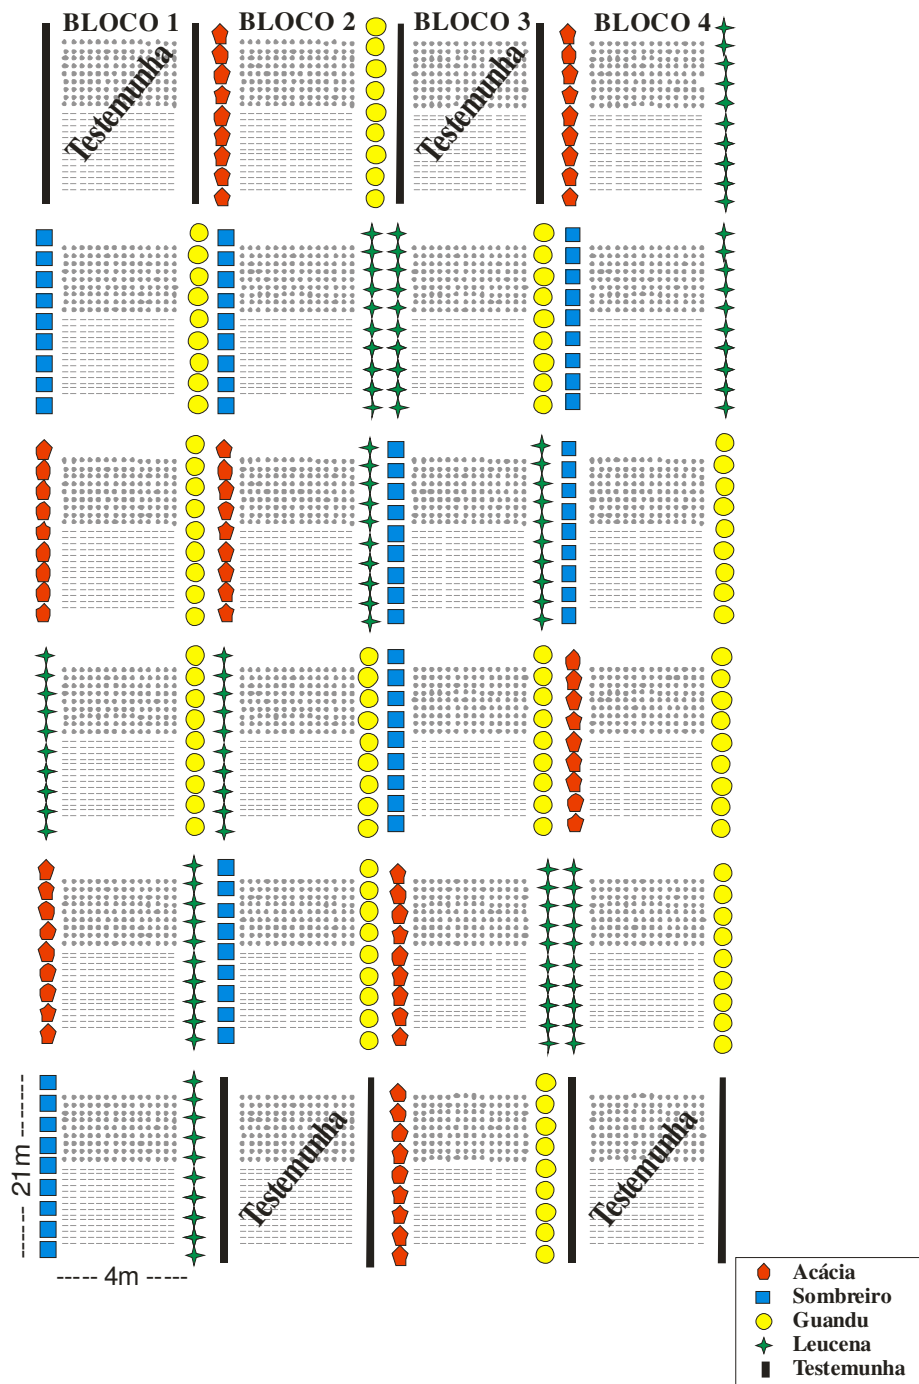 BLOCO 1
BLOCO 2
BLOCO 3
BLOCO 4
Testemunha
Testemunha
Testemunha
Testemunha
21m
4m
Acácia
Sombreiro
Guandu
Leucena
Testemunha